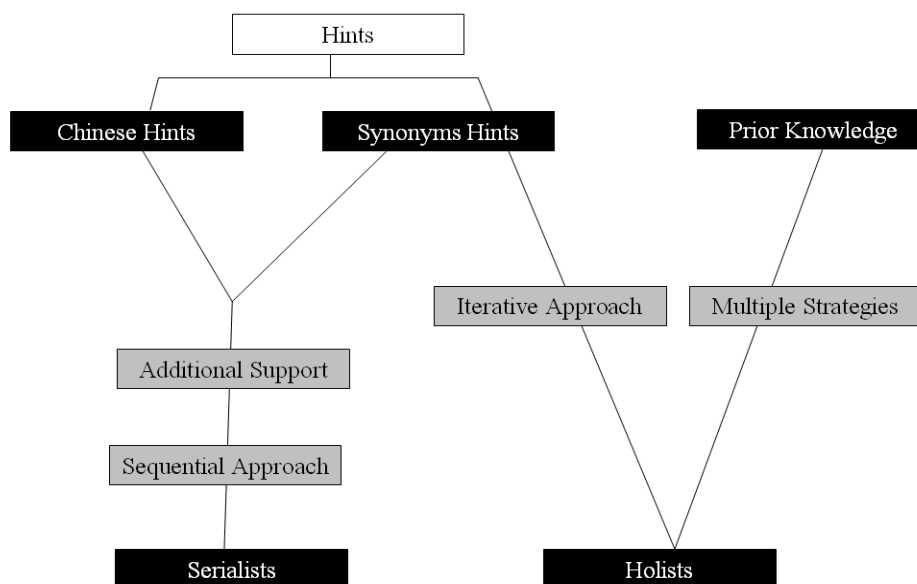 Hints
Chinese Hints
Synonyms Hints
Prior Knowledge
Iterative Approach
Multiple Strategies
Additional Support
Sequential Approach
Serialists
Holists